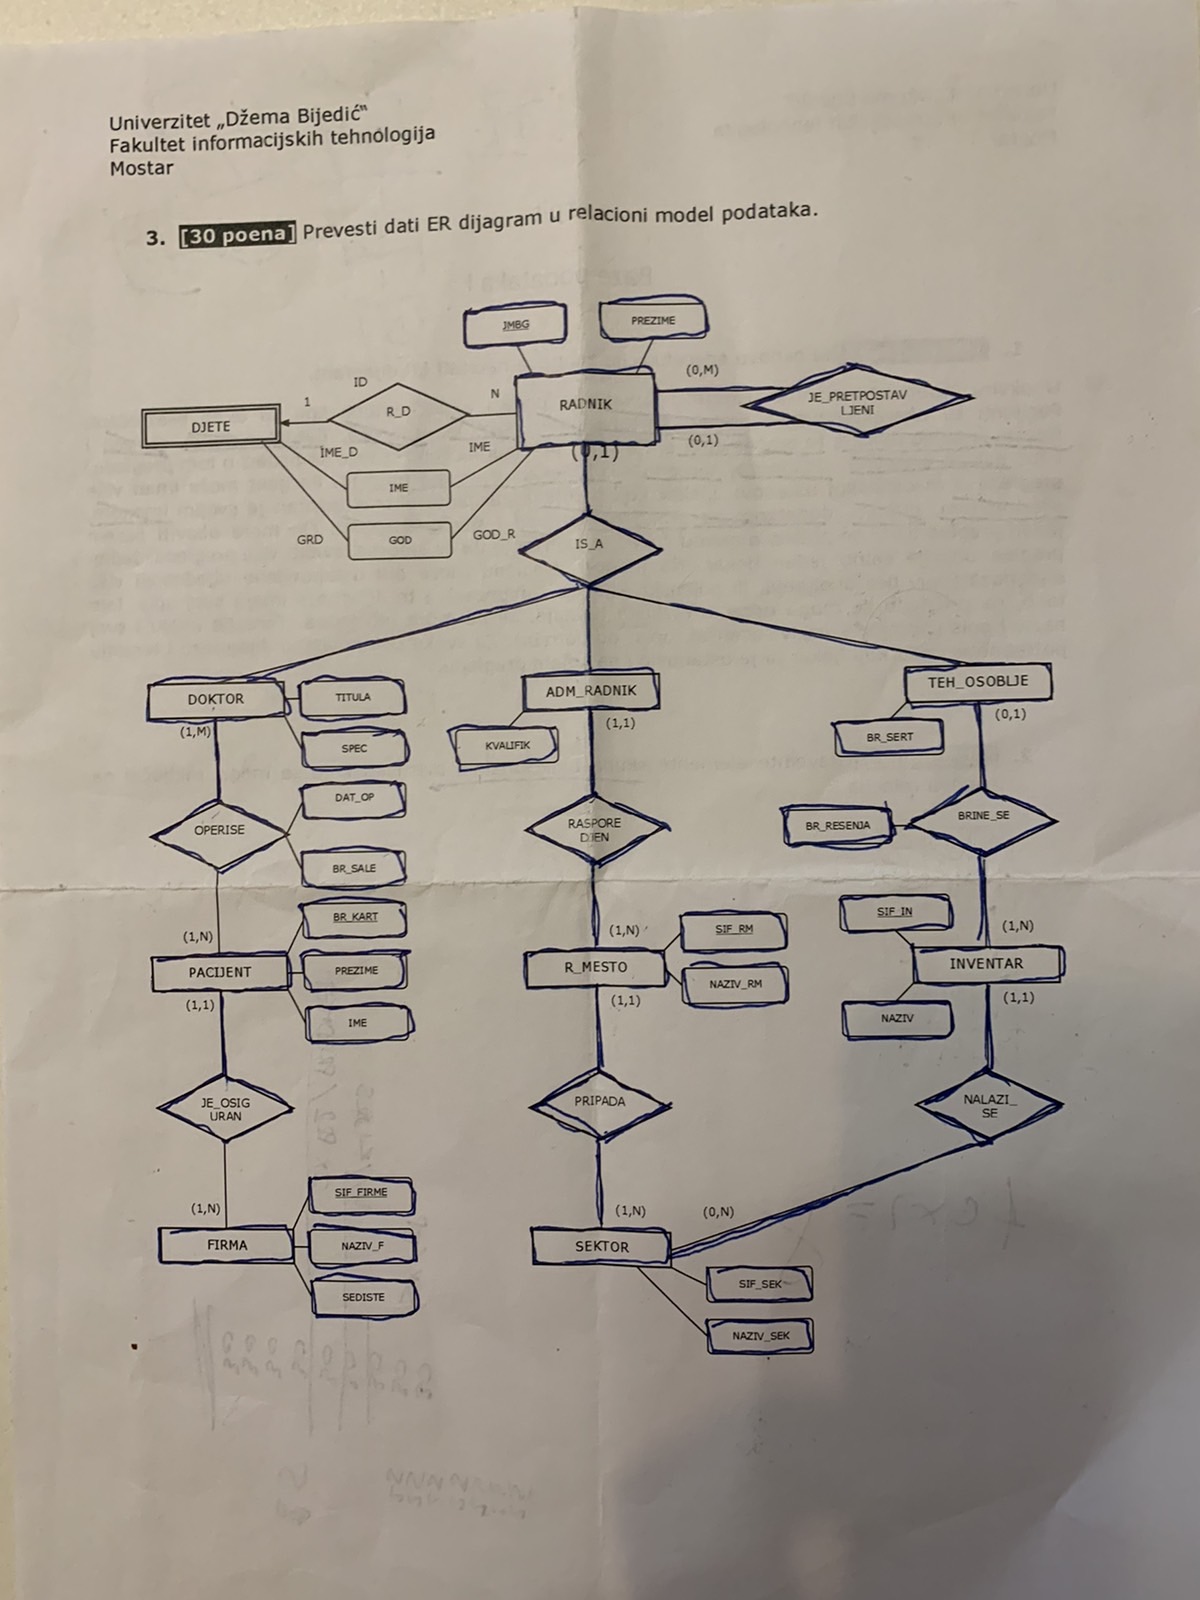 Univerzitet „Džema Bijedić"
Fakultet informacijskih tehnologija
Mostar
3. [30 poena] Prevesti dati ER dijagram u relacioni model podataka.
JMBG
PREZIME
ID
1
R_D
N
RADNIK
(0,M)
JE_PRETPOSTAV
LJENI
DJETE
(0,1)
(0,1)
IME_D
IME
IME
GRD
GOD
GOD_R
IS_A
DOKTOR
TITULA
ADM_RADNIK
TEH_OSOBLJE
(1,M)
(1,1)
(0,1)
SPEC
KVALIFIK
BR_SERT
DAT_OP
OPERISE
RASPORE
DJEN
BR_RESENJA
BRINE_SE
BR_SALE
BR_KART
SIF_IN
(1,N)
(1,N)
SIF_RM
(1,N)
PACIJENT
PREZIME
R_MESTO
NAZIV_RM
INVENTAR
(1,1)
(1,1)
(1,1)
IME
NAZIV
JE_OSIG
URAN
PRIPADA
NALAZI_
SE
SIF_FIRME
(1,N)
(1,N)
(0,N)
FIRMA
NAZIV_F
SEKTOR
SEDISTE
SIF_SEK
NAZIV_SEK